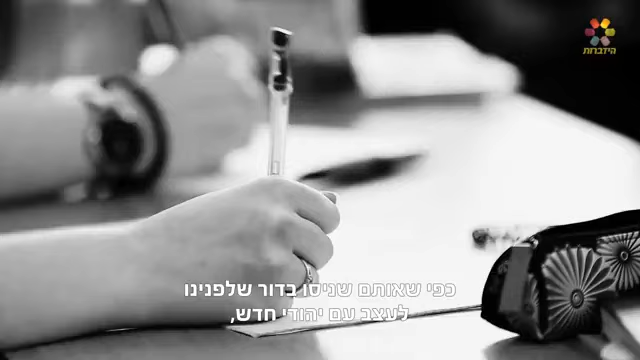 הידברות
כפי שאותם שניסו בדור שלפנינו
לעצב עם יהודי חדש,